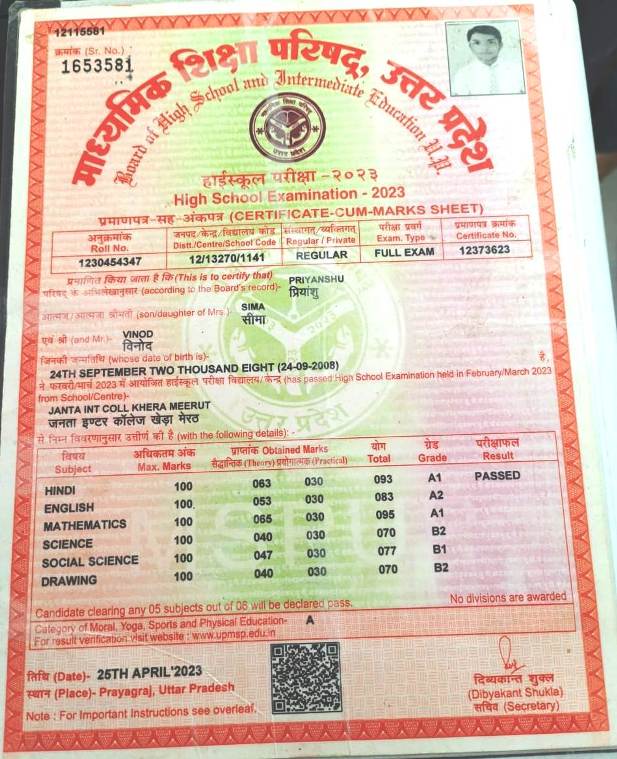 12115581
क्रमांक (Sr. No.)
1653581
माध्यमिक शिक्षा परिषद्, उत्तर प्रदेश
Board of High School and Intermediate Education U.P.
माध्यमिक शिक्षा परिषद्
उत्तर प्रदेश
हाईस्कूल परीक्षा -२०२३
High School Examination - 2023
प्रमाणपत्र-सह-अंकपत्र (CERTIFICATE-CUM-MARKS SHEET)
अनुक्रमांक जनपद/केन्द्र/विद्यालय कोड संस्थागत/व्यक्तिगत परीक्षा प्रवर्ग प्रमाणपत्र क्रमांक
Roll No. Distt./Centre/School Code Regular / Private Exam. Type Certificate No.
1230454347 12/13270/1141 REGULAR FULL EXAM 12373623
प्रमाणित किया जाता है कि (This is to certify that) PRIYANSHU
परिषद के अभिलेखानुसार (according to the Board's record)- प्रियांशु
SIMA
आत्मज/आत्मजा श्रीमती (son/daughter of Mrs.)- सीमा
VINOD
एवं श्री (and Mr.)- विनोद
जिनकी जन्मतिथि (whose date of birth is)-
24TH SEPTEMBER TWO THOUSAND EIGHT (24-09-2008) है,
ने फरवरी/मार्च 2023 में आयोजित हाईस्कूल परीक्षा विद्यालय/केन्द्र (has passed High School Examination held in February/March 2023
from School/Centre)-
JANTA INT COLL KHERA MEERUT
जनता इण्टर कॉलेज खेड़ा मेरठ
उत्तर प्रदेश
से निम्न विवरणानुसार उत्तीर्ण की है (with the following details): -
विषय अधिकतम अंक प्राप्तांक Obtained Marks योग ग्रेड परीक्षाफल
Subject Max. Marks सैद्धान्तिक (Theory) प्रयोगात्मक (Practical) Total Grade Result
HINDI 100 063 030 093 A1 PASSED
ENGLISH 100 053 030 083 A2
MATHEMATICS 100 065 030 095 A1
SCIENCE 100 040 030 070 B2
SOCIAL SCIENCE 100 047 030 077 B1
DRAWING 100 040 030 070 B2
Candidate clearing any 05 subjects out of 06 will be declared pass. No divisions are awarded
Category of Moral, Yoga, Sports and Physical Education- A
For result verification visit website : www.upmsp.edu.in
तिथि (Date)- 25TH APRIL'2023
स्थान (Place)- Prayagraj, Uttar Pradesh
Note : For Important Instructions see overleaf.
दिव्यकान्त शुक्ल
(Dibyakant Shukla)
सचिव (Secretary)